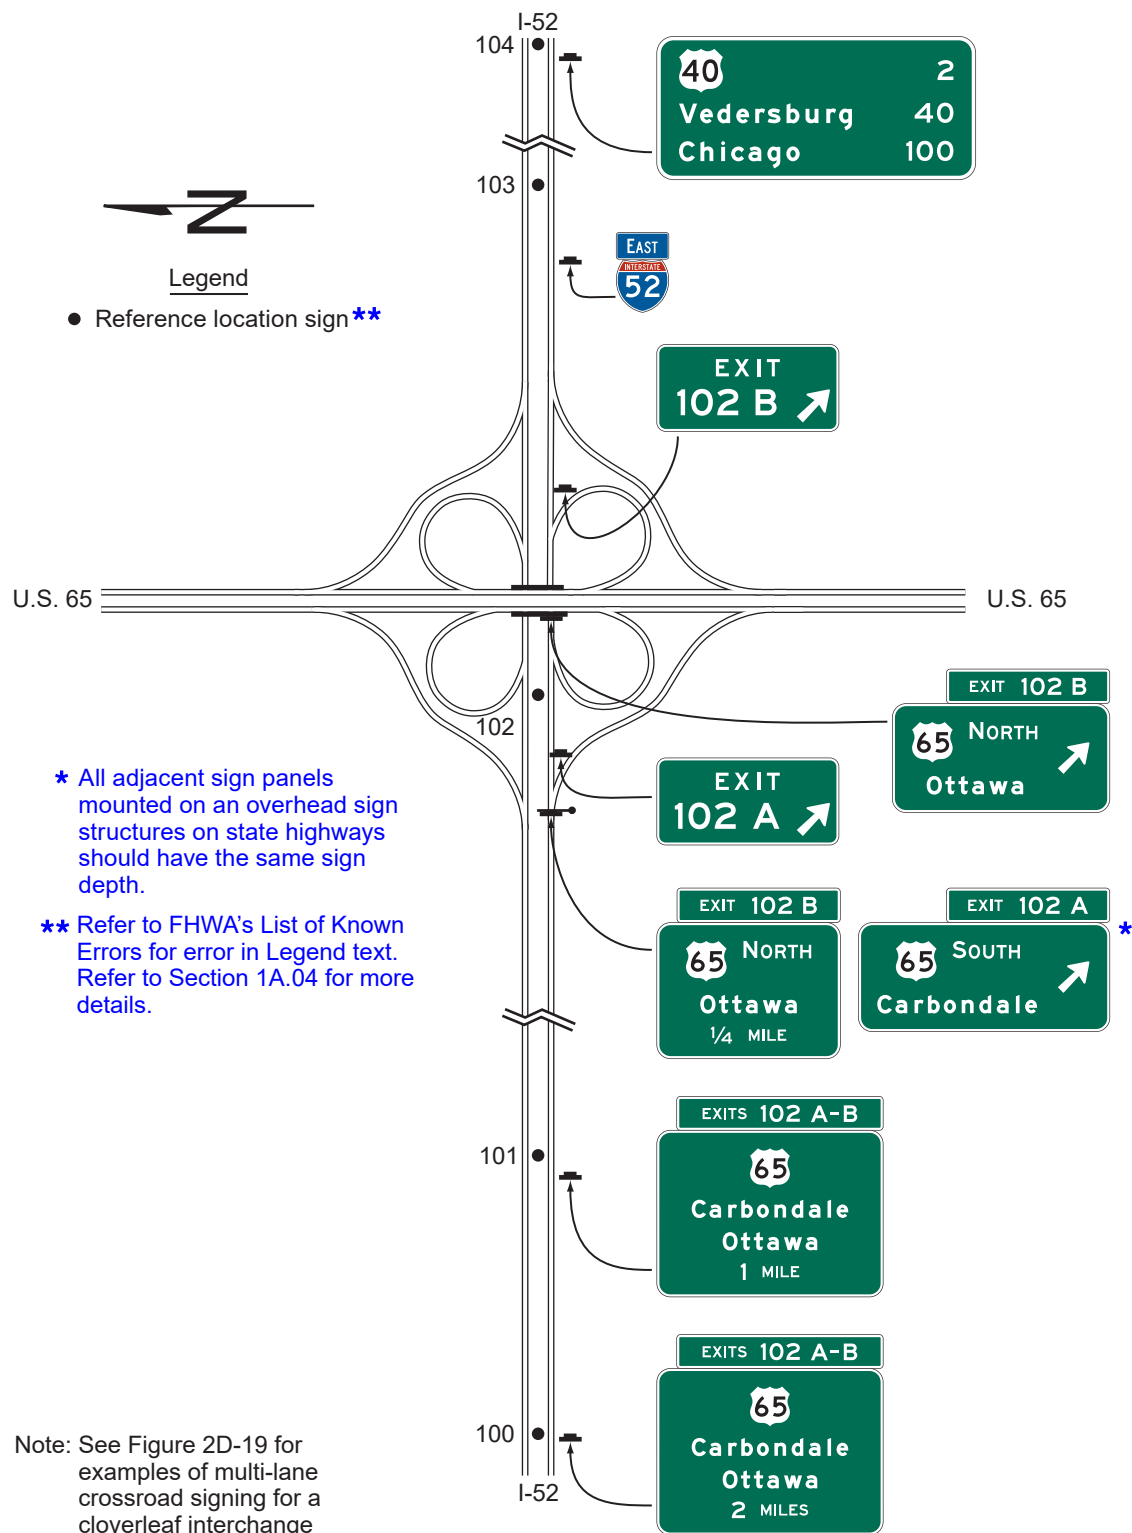 I-52
104
40 2
Vedersburg 40
Chicago 100
103
N
EAST
INTERSTATE
52
Legend
● Reference location sign**
EXIT
102 B
U.S. 65
U.S. 65
EXIT 102 B
65 NORTH
Ottawa
102
EXIT
102 A
* All adjacent sign panels
mounted on an overhead sign
structures on state highways
should have the same sign
depth.
** Refer to FHWA's List of Known
Errors for error in Legend text.
Refer to Section 1A.04 for more
details.
EXIT 102 B
65 NORTH
Ottawa
1/4 MILE
EXIT 102 A
65 SOUTH
Carbondale
*
EXITS 102 A-B
65
Carbondale
Ottawa
1 MILE
101
EXITS 102 A-B
65
Carbondale
Ottawa
2 MILES
100
I-52
Note: See Figure 2D-19 for
examples of multi-lane
crossroad signing for a
cloverleaf interchange